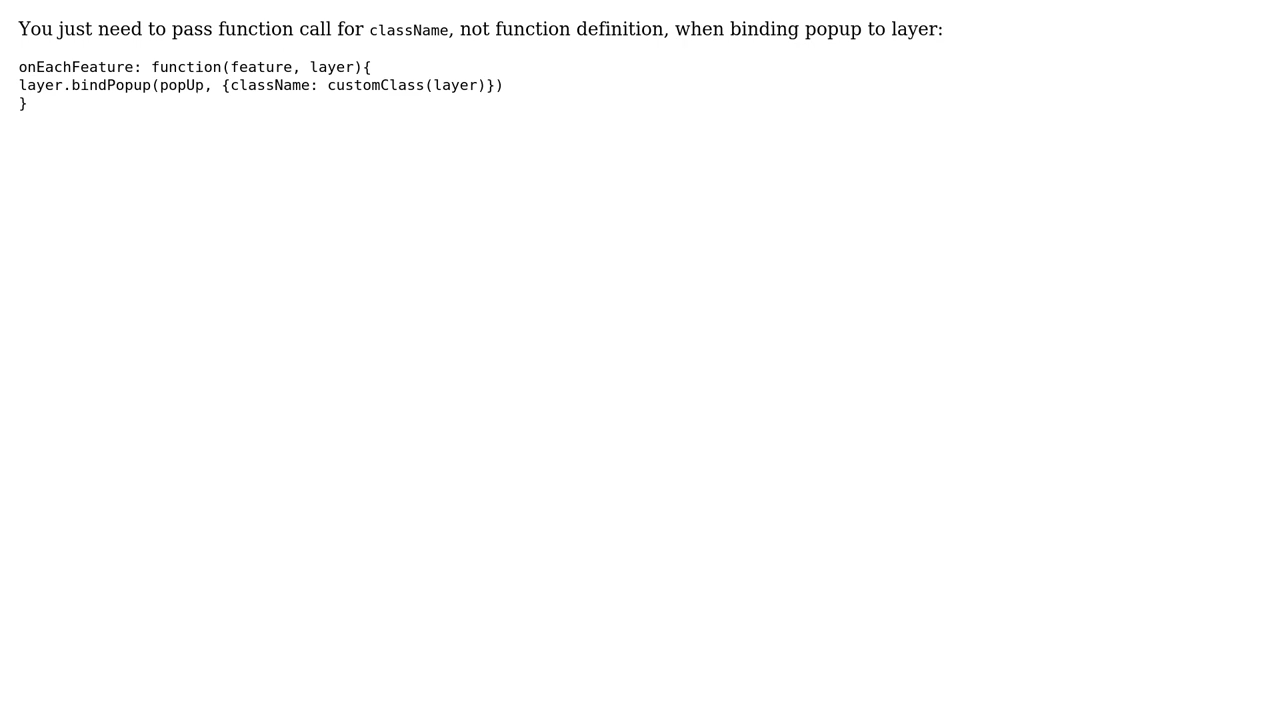 You just need to pass function call for className, not function definition, when binding popup to layer:
onEachFeature: function(feature, layer){
layer.bindPopup(popUp, {className: customClass(layer)})
}